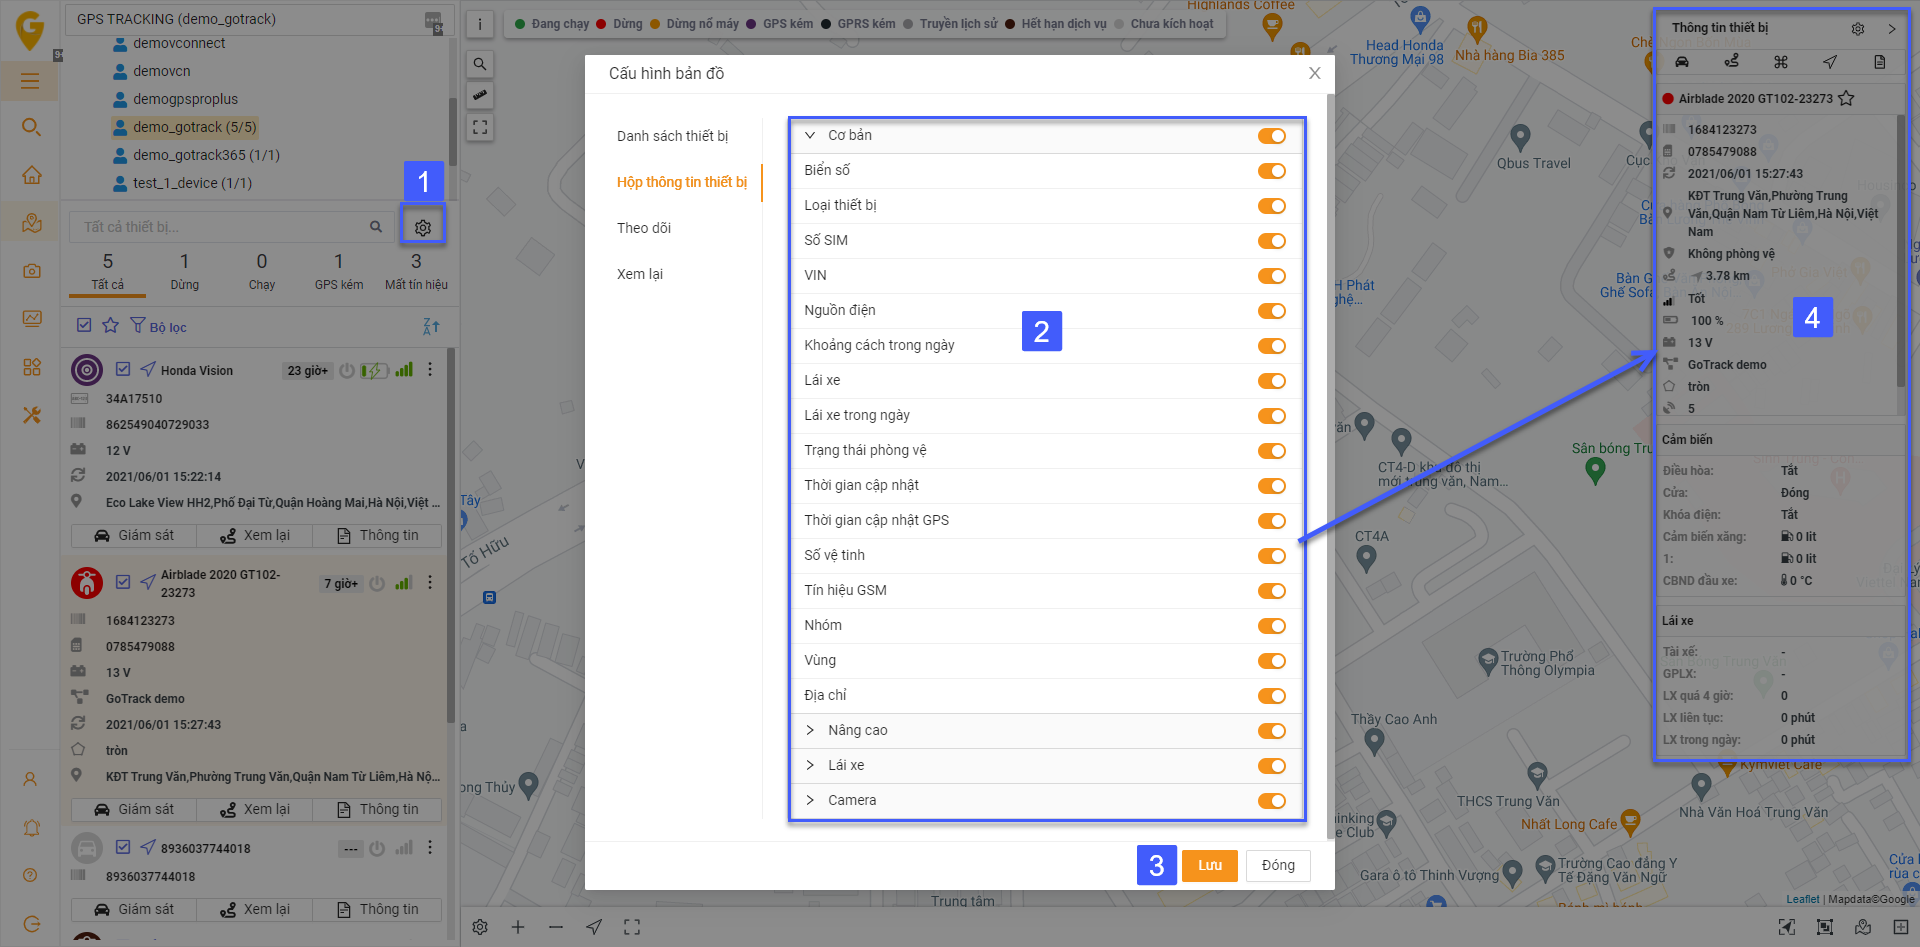 GPS TRACKING (demo_gotrack)
9+
9+
demovconnect
demovcn
demogpsproplus
demo_gotrack (5/5)
demo_gotrack365 (1/1)
test_1_device (1/1)
1
Tất cả thiết bị...
5
1
0
1
3
Tất cả
Dừng
Chạy
GPS kém
Mất tín hiệu
Bộ lọc
Honda Vision
23 giờ+
34A17510
862549040729033
12 V
2021/06/01 15:22:14
Eco Lake View HH2,Phố Đại Từ,Quận Hoàng Mai,Hà Nội,Việt ...
Giám sát
Xem lại
Thông tin
Airblade 2020 GT102-
23273
7 giờ+
1684123273
0785479088
13 V
GoTrack demo
2021/06/01 15:27:43
tròn
KĐT Trung Văn,Phường Trung Văn,Quận Nam Từ Liêm,Hà Nộ...
Giám sát
Xem lại
Thông tin
8936037744018
---
8936037744018
Giám sát
Xem lại
Thông tin
Đang chạy
Dừng
Dừng nổ máy
GPS kém
GPRS kém
Truyền lịch sử
Hết hạn dịch vụ
Chưa kích hoạt
Cấu hình bản đồ
Danh sách thiết bị
Hộp thông tin thiết bị
Theo dõi
Xem lại
Cơ bản
Biển số
Loại thiết bị
Số SIM
VIN
Nguồn điện
Khoảng cách trong ngày
Lái xe
Lái xe trong ngày
Trạng thái phòng vệ
Thời gian cập nhật
Thời gian cập nhật GPS
Số vệ tinh
Tín hiệu GSM
Nhóm
Vùng
Địa chỉ
Nâng cao
Lái xe
Camera
2
3
Lưu
Đóng
Highlands Coffee
Head Honda
Thương Mại 98
Nhà hàng Bia 385
Qbus Travel
Tố Hữu
CT4-D khu đô thị
mới trung văn, Nam...
CT4A
Trường Phổ
Thông Olympia
Thầy Cao Anh
THCS Trung Văn
Nhất Long Cafe
Nhà Văn Hoá Trung Văn
Kymviet Cafe
Gara ô tô Thinh Vượng
Trường Cao đẳng Y
Tế Đặng Văn Ngữ
Trung tâm
Thông tin thiết bị
Airblade 2020 GT102-23273
1684123273
0785479088
2021/06/01 15:27:43
KĐT Trung Văn,Phường Trung
Văn,Quận Nam Từ Liêm,Hà Nội,Việt
Nam
Không phòng vệ
3.78 km
Tốt
100 %
13 V
GoTrack demo
tròn
5
4
Cảm biến
Điều hòa: Tắt
Cửa: Đóng
Khóa điện: Tắt
Cảm biến xăng: 0 lit
1: 0 lit
CBND đầu xe: 0 °C
Lái xe
Tài xế: -
GPLX: -
LX quá 4 giờ: 0
LX liên tục: 0 phút
LX trong ngày: 0 phút
Leaflet | Mapdata©Google